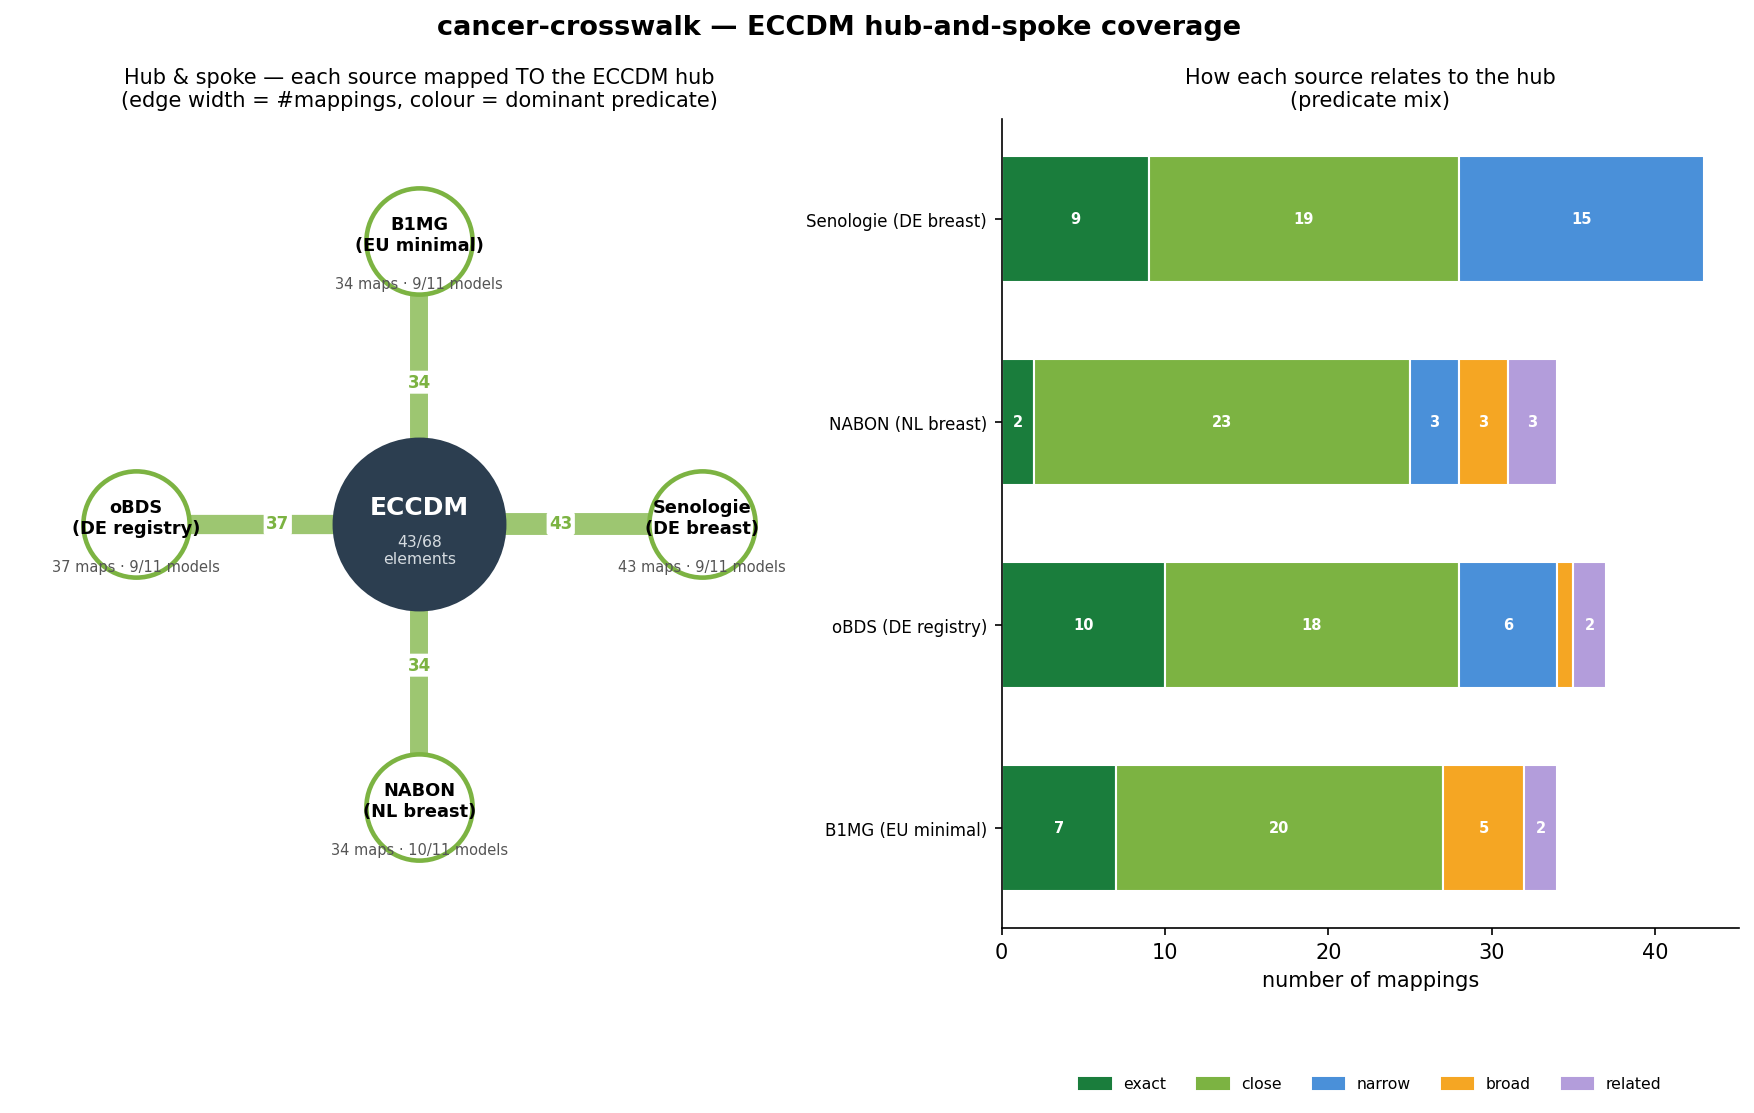 cancer-crosswalk — ECCDM hub-and-spoke coverage
Hub & spoke — each source mapped TO the ECCDM hub
(edge width = #mappings, colour = dominant predicate)
B1MG
(EU minimal)
34 maps · 9/11 models
34
oBDS
(DE registry)
37 maps · 9/11 models
37
ECCDM
43/68
elements
43
Senologie
(DE breast)
43 maps · 9/11 models
34
NABON
(NL breast)
34 maps · 10/11 models
How each source relates to the hub
(predicate mix)
Senologie (DE breast)
9
19
15
NABON (NL breast)
2
23
3
3
3
oBDS (DE registry)
10
18
6
2
B1MG (EU minimal)
7
20
5
2
0
10
20
30
40
number of mappings
exact
close
narrow
broad
related